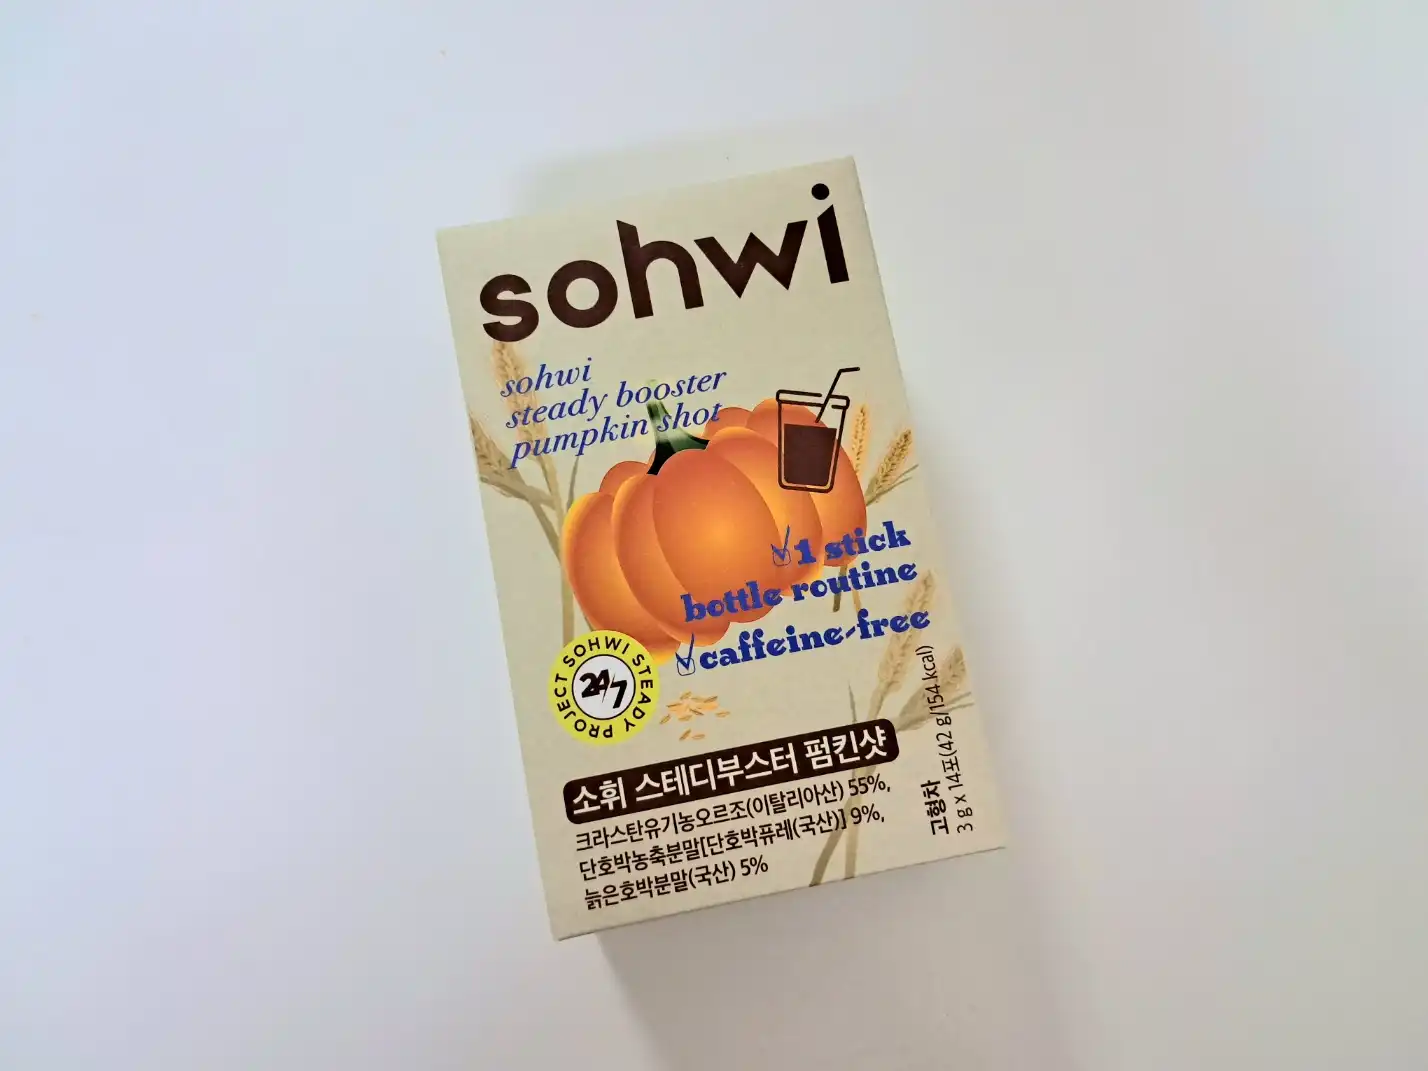 sohwi
sohwi
steady booster
pumpkin shot
1 stick
bottle routine
caffeine-free
SOHWI STEADY PROJECT
24/7
소휘 스테디부스터 펌킨샷
크라스탄유기농오르조(이탈리아산) 55%,
단호박농축분말[단호박퓨레(국산)] 9%,
늙은호박분말(국산) 5%
고형차
3 g x 14포(42 g/154 kcal)